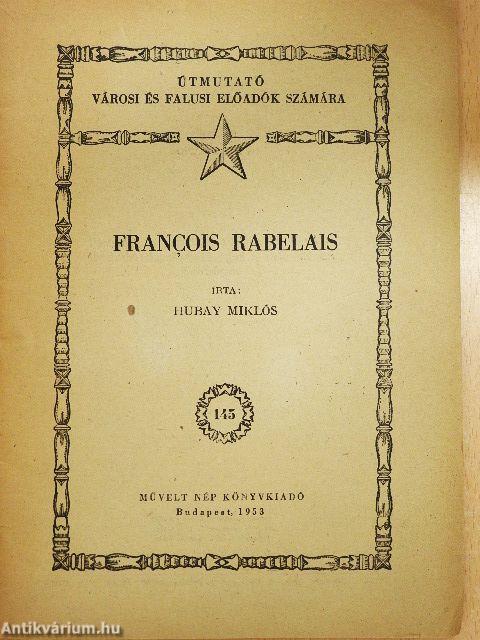 ÚTMUTATÓ
VÁROSI ÉS FALUSI ELŐADÓK SZÁMÁRA
FRANÇOIS RABELAIS
IRTA:
HUBAY MIKLÓS
145
MŰVELT NÉP KÖNYVKIADÓ
Budapest, 1953
Antikvárium.hu